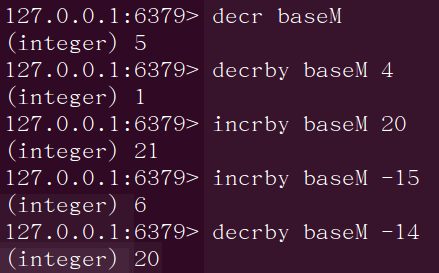 127.0.0.1:6379> decr baseM
(integer) 5
127.0.0.1:6379> decrby baseM 4
(integer) 1
127.0.0.1:6379> incrby baseM 20
(integer) 21
127.0.0.1:6379> incrby baseM -15
(integer) 6
127.0.0.1:6379> decrby baseM -14
(integer) 20